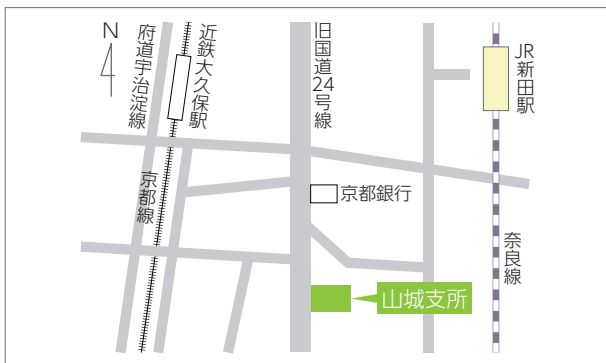 N
府道宇治淀線
近鉄大久保駅
旧国道24号線
JR新田駅
京都線
京都銀行
奈良線
山城支所